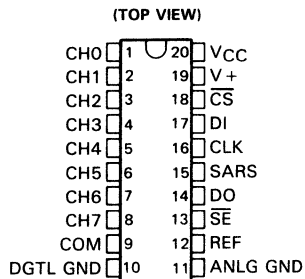 (TOP VIEW)
CH0 1 20 VCC
CH1 2 19 V+
CH2 3 18 C̅S̅
CH3 4 17 DI
CH4 5 16 CLK
CH5 6 15 SARS
CH6 7 14 DO
CH7 8 13 S̅E̅
COM 9 12 REF
DGTL GND 10 11 ANLG GND